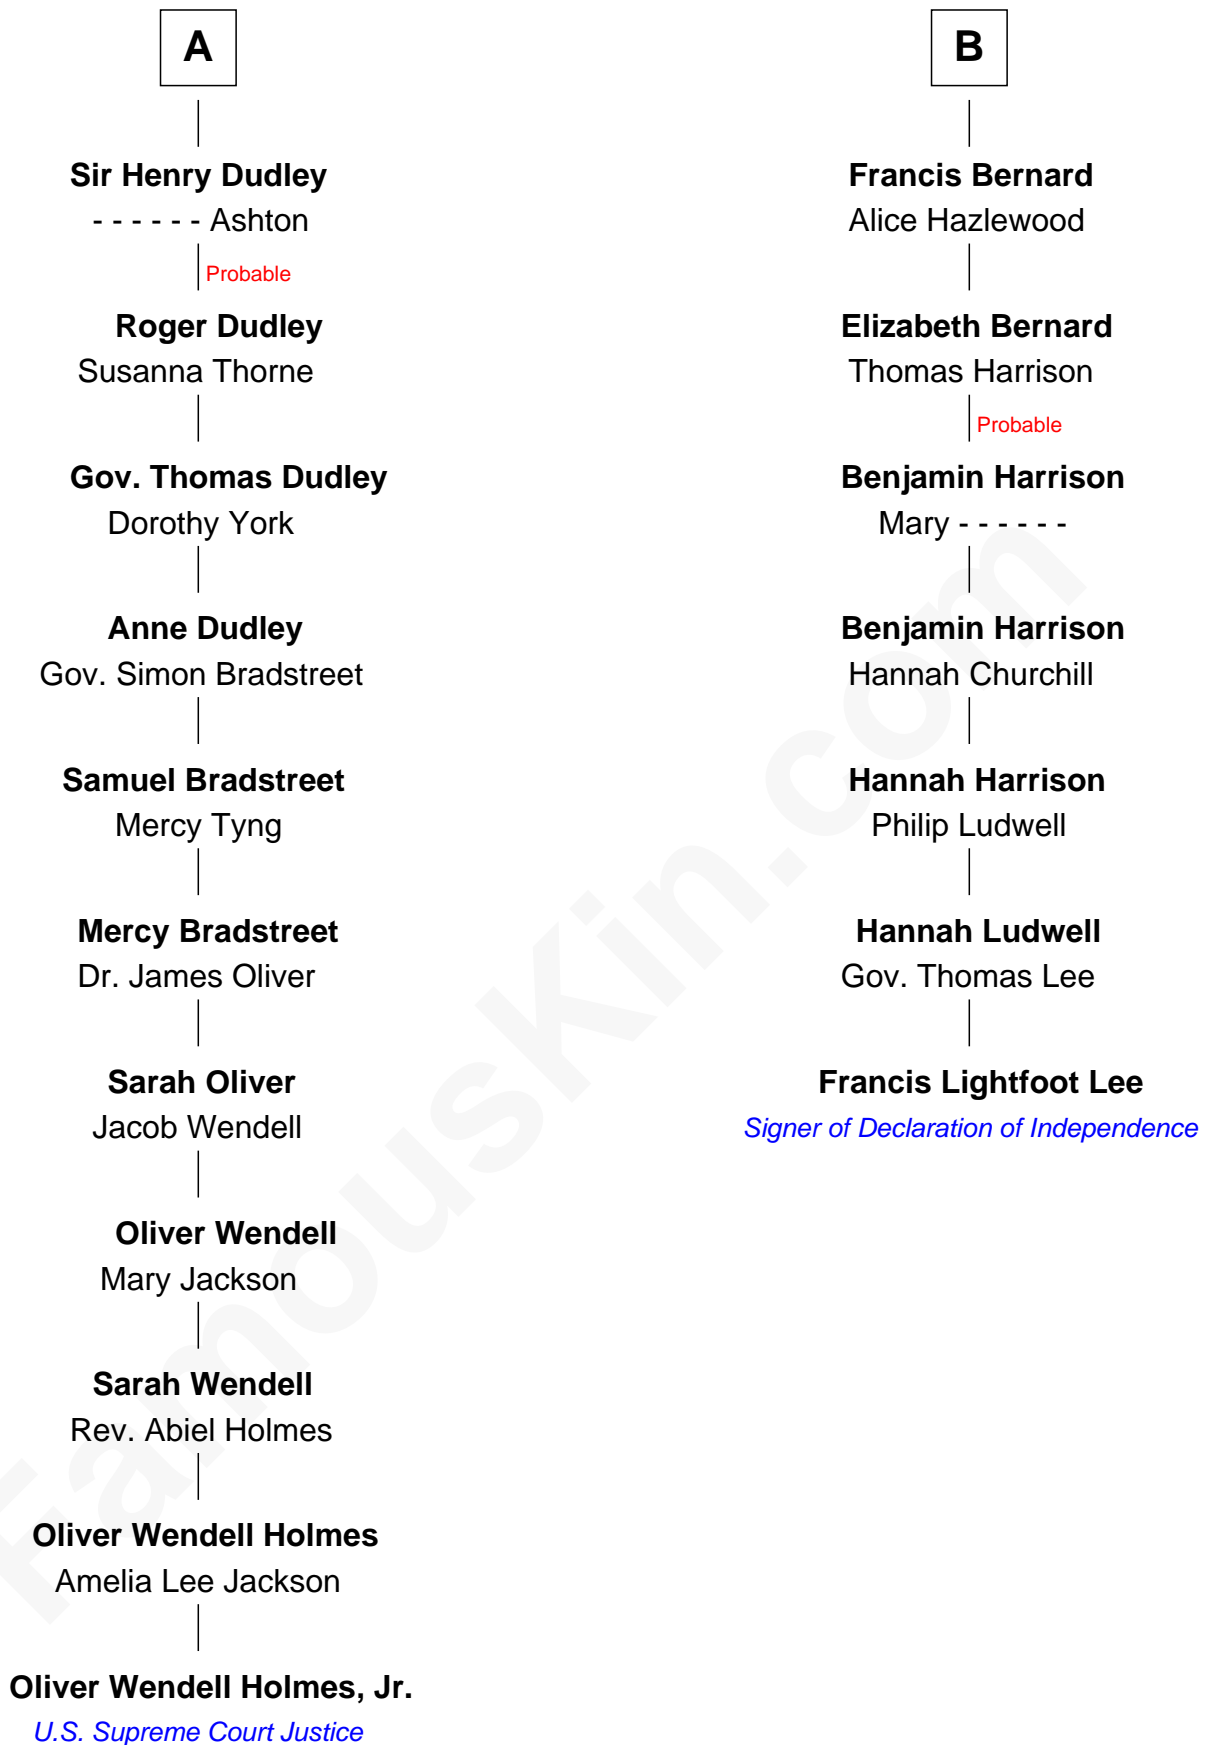 A
Sir Henry Dudley
- - - - - - Ashton
Probable
Roger Dudley
Susanna Thorne
Gov. Thomas Dudley
Dorothy York
Anne Dudley
Gov. Simon Bradstreet
Samuel Bradstreet
Mercy Tyng
Mercy Bradstreet
Dr. James Oliver
Sarah Oliver
Jacob Wendell
Oliver Wendell
Mary Jackson
Sarah Wendell
Rev. Abiel Holmes
Oliver Wendell Holmes
Amelia Lee Jackson
Oliver Wendell Holmes, Jr.
U.S. Supreme Court Justice
B
Francis Bernard
Alice Hazlewood
Elizabeth Bernard
Thomas Harrison
Probable
Benjamin Harrison
Mary - - - - - -
Benjamin Harrison
Hannah Churchill
Hannah Harrison
Philip Ludwell
Hannah Ludwell
Gov. Thomas Lee
Francis Lightfoot Lee
Signer of Declaration of Independence
FamousKin.com